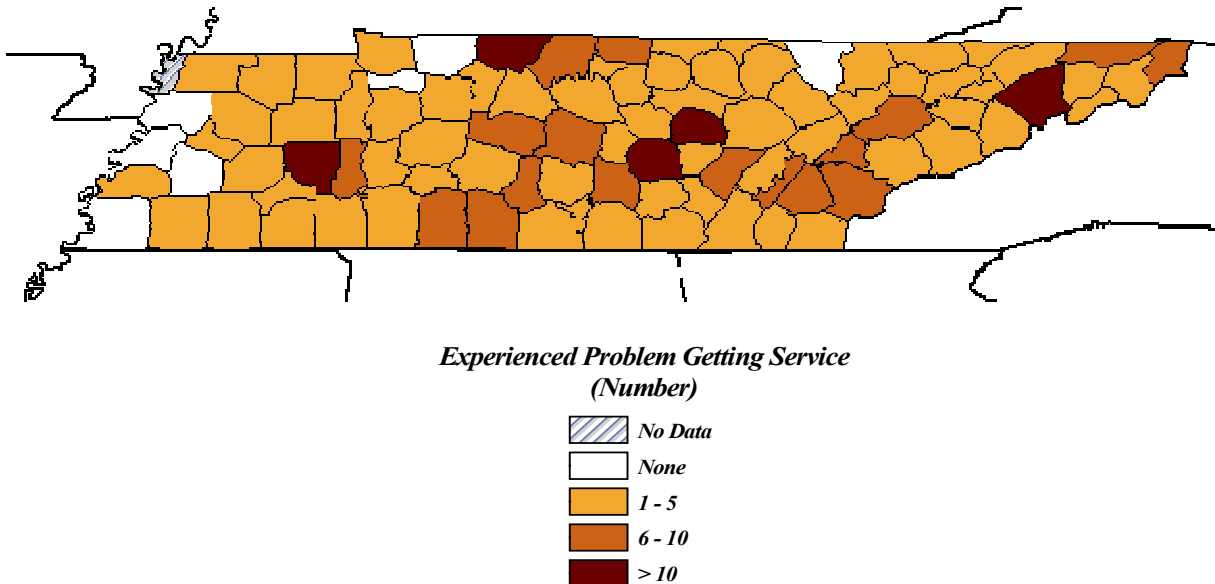 Experienced Problem Getting Service
(Number)
No Data
None
1 - 5
6 - 10
> 10